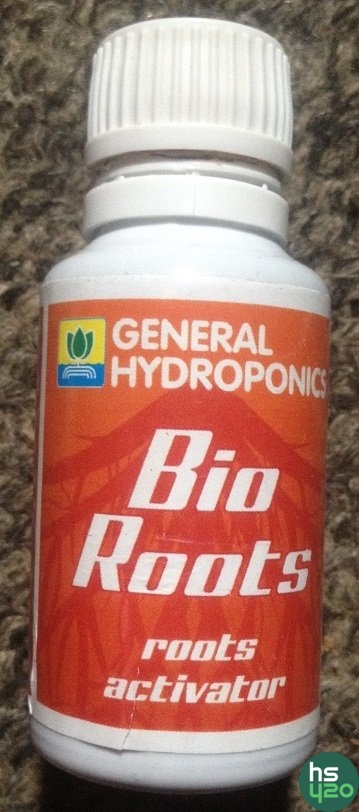 GENERAL
HYDROPONICS
Bio
Roots
roots
activator
hs
420